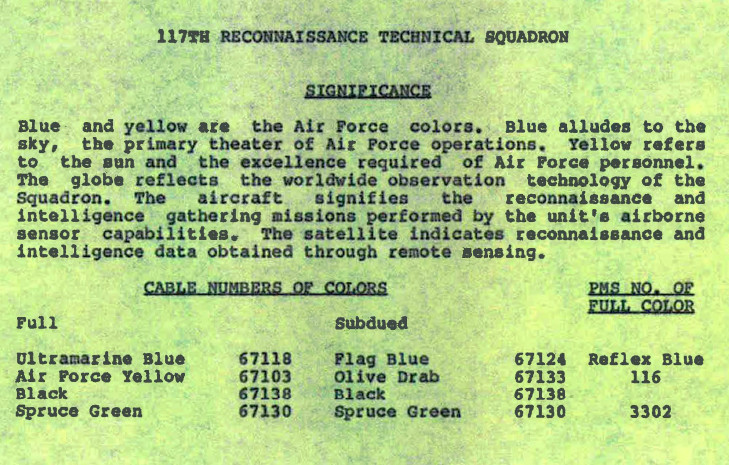 117TH RECONNAISSANCE TECHNICAL SQUADRON
SIGNIFICANCE
Blue and yellow are the Air Force colors. Blue alludes to the
sky, the primary theater of Air Force operations. Yellow refers
to the sun and the excellence required of Air Force personnel.
The globe reflects the worldwide observation technology of the
Squadron. The aircraft signifies the reconnaissance and
intelligence gathering missions performed by the unit's airborne
sensor capabilities. The satellite indicates reconnaissance and
intelligence data obtained through remote sensing.
CABLE NUMBERS OF COLORS PMS NO. OF
FULL COLOR
Full Subdued
Ultramarine Blue 67118 Flag Blue 67124 Reflex Blue
Air Force Yellow 67103 Olive Drab 67133 116
Black 67138 Black 67138
Spruce Green 67130 Spruce Green 67130 3302